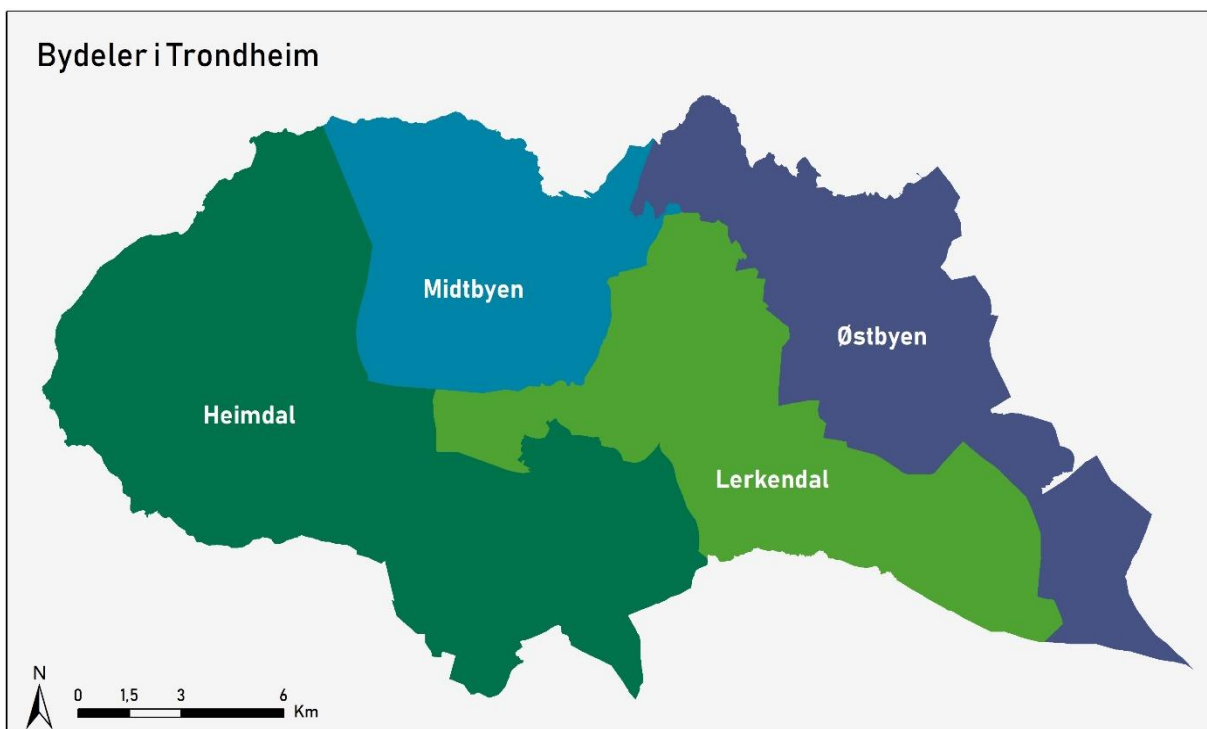 Bydeler i Trondheim
Midtbyen
Østbyen
Heimdal
Lerkendal
N
0 1,5 3 6
Km